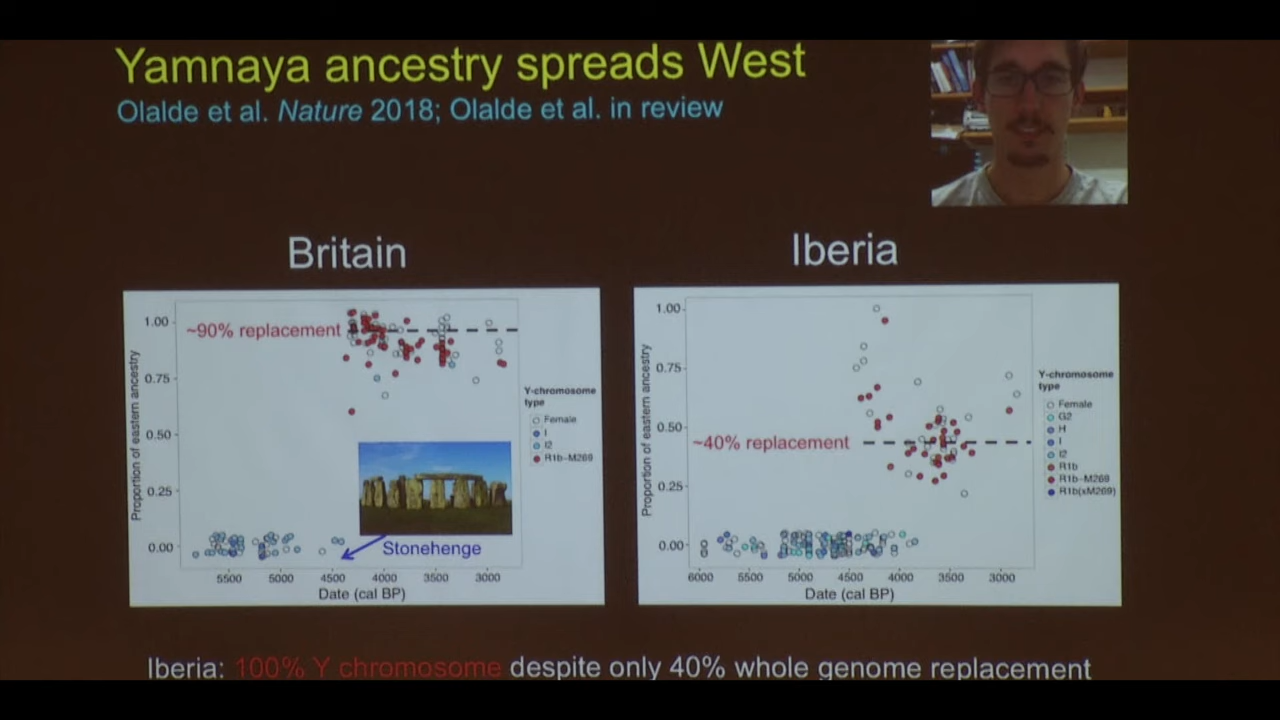 Yamnaya ancestry spreads West
Olalde et al. Nature 2018; Olalde et al. in review
Britain
Iberia
1.00
0.75
0.50
0.25
0.00
Proportion of eastern ancestry
~90% replacement
Stonehenge
5500 5000 4500 4000 3500 3000
Date (cal BP)
Y-chromosome
type
Female
I
I2
R1b-M269
1.00
0.75
0.50
0.25
0.00
Proportion of eastern ancestry
~40% replacement
6000 5500 5000 4500 4000 3500 3000
Date (cal BP)
Y-chromosome
type
Female
G2
H
I
I2
R1b
R1b-M269
R1b(xM269)
Iberia: 100% Y chromosome despite only 40% whole genome replacement